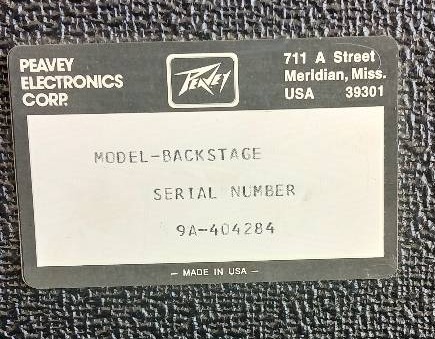 PEAVEY
ELECTRONICS
CORP.
PEAVEY
711 A Street
Meridian, Miss.
USA 39301
MODEL-BACKSTAGE
SERIAL NUMBER
9A-404284
— MADE IN USA —